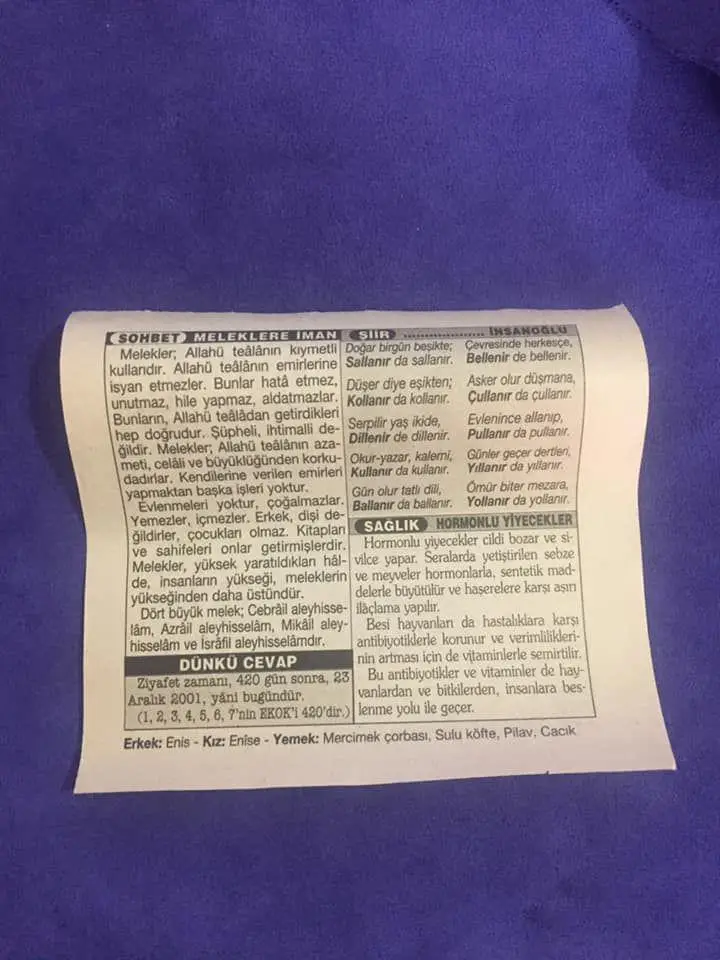 SOHBET MELEKLERE İMAN
Melekler; Allahü teâlânın kıymetli
kullarıdır. Allahü teâlânın emirlerine
isyan etmezler. Bunlar hatâ etmez,
unutmaz, hile yapmaz, aldatmazlar.
Bunların, Allahü teâlâdan getirdikleri
hep doğrudur. Şüpheli, ihtimalli de-
ğildir. Melekler; Allahü teâlânın aza-
meti, celâli ve büyüklüğünden korku-
dadırlar. Kendilerine verilen emirleri
yapmaktan başka işleri yoktur.
Evlenmeleri yoktur, çoğalmazlar.
Yemezler, içmezler. Erkek, dişi de-
ğildirler, çocukları olmaz. Kitapları
ve sahifeleri onlar getirmişlerdir.
Melekler, yüksek yaratıldıkları hâl-
de, insanların yükseği, meleklerin
yükseğinden daha üstündür.
Dört büyük melek; Cebrâil aleyhisse-
lâm, Azrâil aleyhisselâm, Mikâil aley-
hisselâm ve İsrâfil aleyhisselâmdır.
DÜNKÜ CEVAP
Ziyafet zamanı, 420 gün sonra, 23
Aralık 2001, yâni bugündür.
(1, 2, 3, 4, 5, 6, 7'nin EKOK'i 420'dir.)
ŞİİR .................... İNSANOĞLU
Doğar birgün beşikte;
Sallanır da sallanır.
Düşer diye eşikten;
Kollanır da kollanır.
Serpilir yaş ikide,
Dillenir de dillenir.
Okur-yazar, kalemi,
Kullanır da kullanır.
Gün olur tatlı dili,
Ballanır da ballanır.
Çevresinde herkesçe,
Bellenir de bellenir.
Asker olur düşmana,
Çullanır da çullanır.
Evlenince allanıp,
Pullanır da pullanır.
Günler geçer dertleri,
Yıllanır da yıllanır.
Ömür biter mezara,
Yollanır da yollanır.
SAĞLIK HORMONLU YİYECEKLER
Hormonlu yiyecekler cildi bozar ve si-
vilce yapar. Seralarda yetiştirilen sebze
ve meyveler hormonlarla, sentetik mad-
delerle büyütülür ve haşerelere karşı aşırı
ilâçlama yapılır.
Besi hayvanları da hastalıklara karşı
antibiyotiklerle korunur ve verimlilikleri-
nin artması için de vitaminlerle semirtilir.
Bu antibiyotikler ve vitaminler de hay-
vanlardan ve bitkilerden, insanlara bes-
lenme yolu ile geçer.
Erkek: Enis - Kız: Enîse - Yemek: Mercimek çorbası, Sulu köfte, Pilav, Cacık